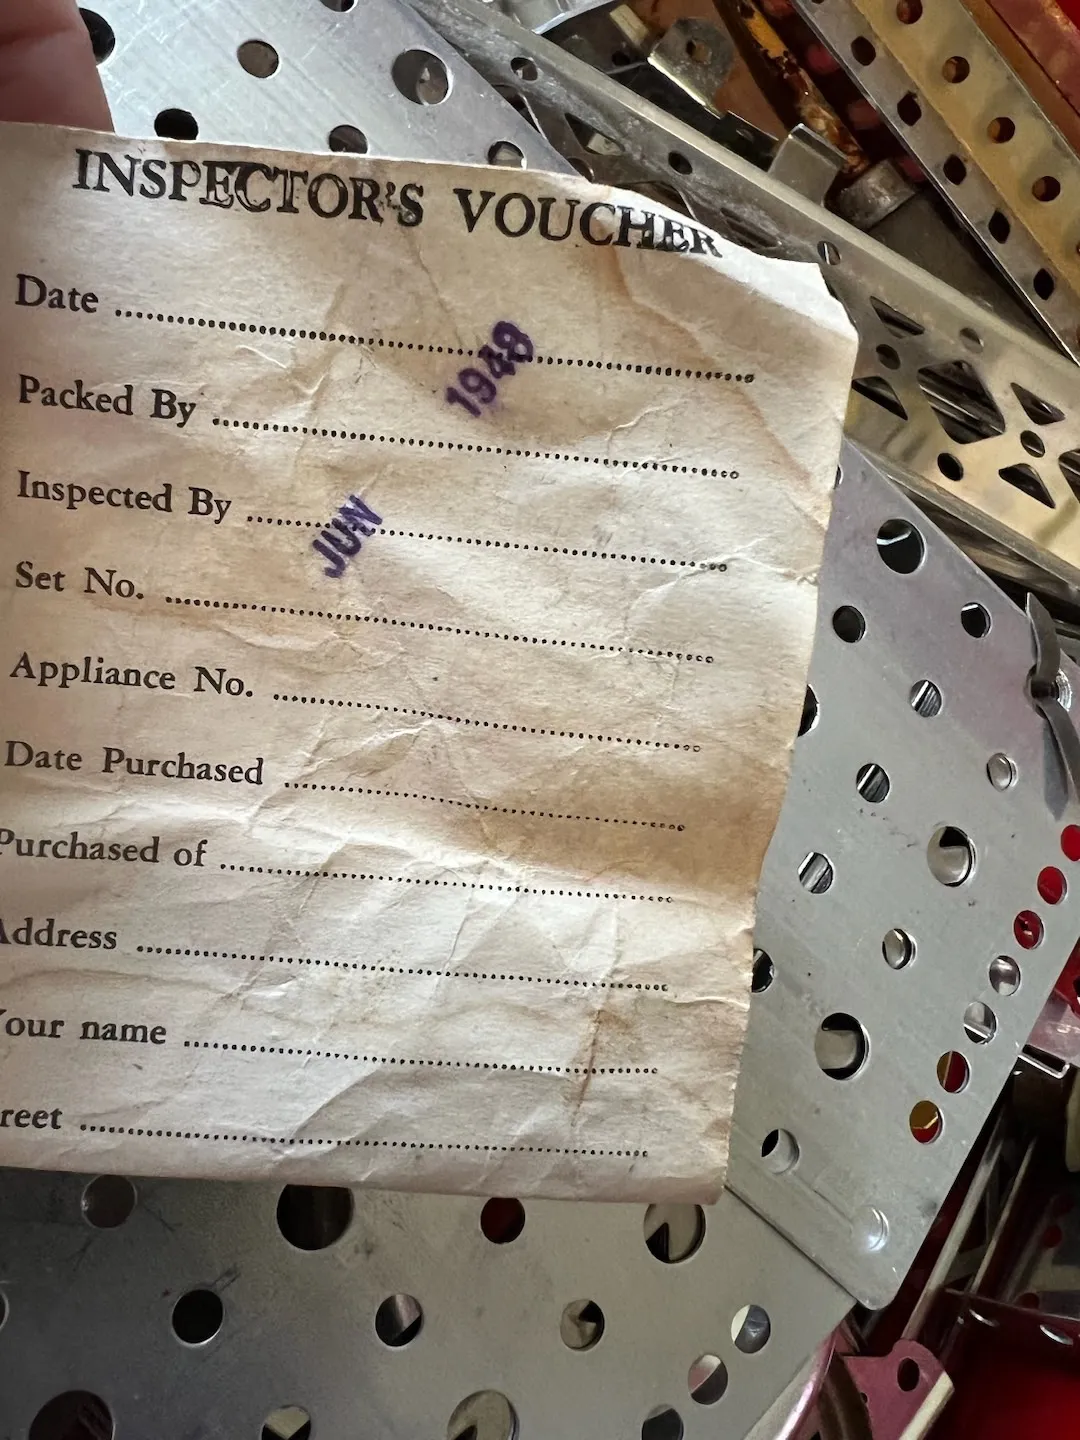 INSPECTOR'S VOUCHER
Date
1948
Packed By
Inspected By
JUN
Set No.
Appliance No.
Date Purchased
Purchased of
Address
Your name
reet